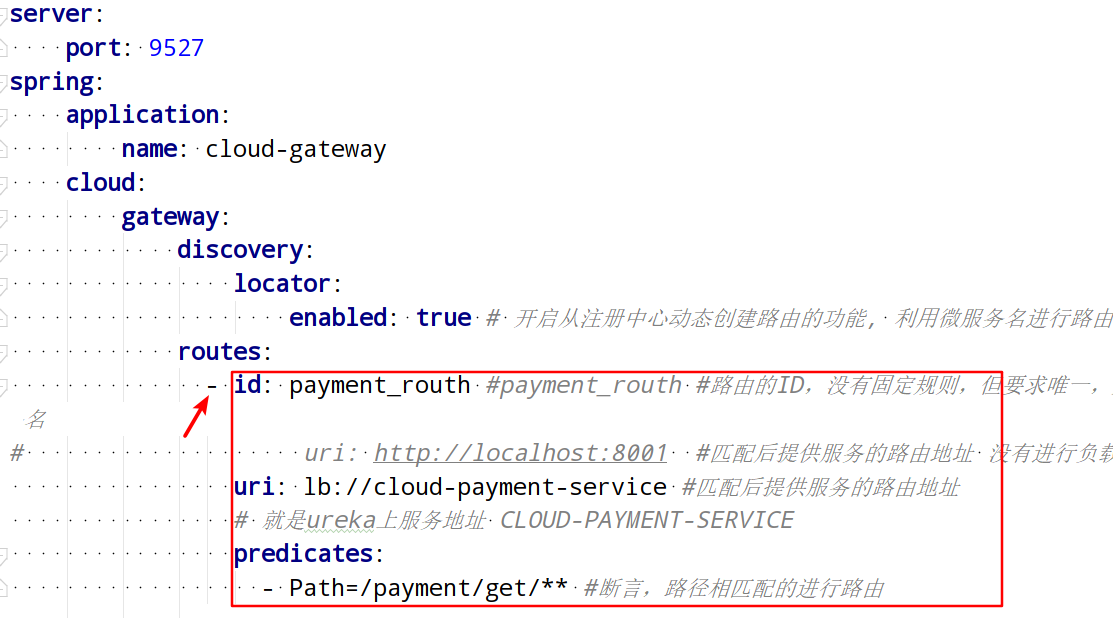 server:
port: 9527
spring:
application:
name: cloud-gateway
cloud:
gateway:
discovery:
locator:
enabled: true # 开启从注册中心动态创建路由的功能, 利用微服务名进行路由
routes:
- id: payment_routh #payment_routh #路由的ID，没有固定规则，但要求唯一，
名
# uri: http://localhost:8001 #匹配后提供服务的路由地址 没有进行负载
uri: lb://cloud-payment-service #匹配后提供服务的路由地址
# 就是ureka上服务地址 CLOUD-PAYMENT-SERVICE
predicates:
- Path=/payment/get/** #断言，路径相匹配的进行路由